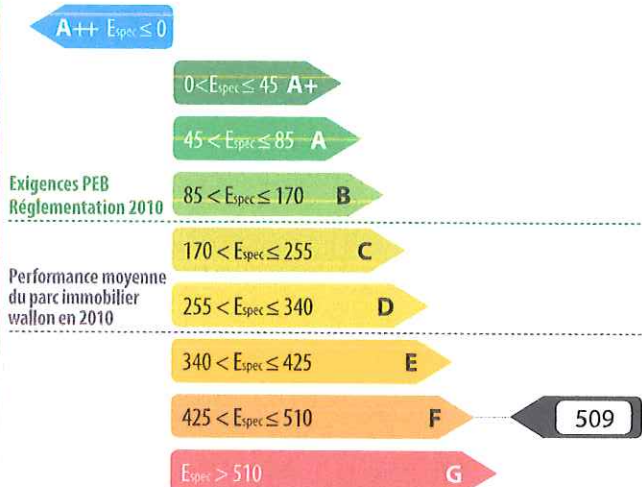 A++ Espec ≤ 0
0 < Espec ≤ 45 A+
45 < Espec ≤ 85 A
Exigences PEB
Réglementation 2010
85 < Espec ≤ 170 B
170 < Espec ≤ 255 C
Performance moyenne
du parc immobilier
wallon en 2010
255 < Espec ≤ 340 D
340 < Espec ≤ 425 E
425 < Espec ≤ 510 F 509
Espec > 510 G